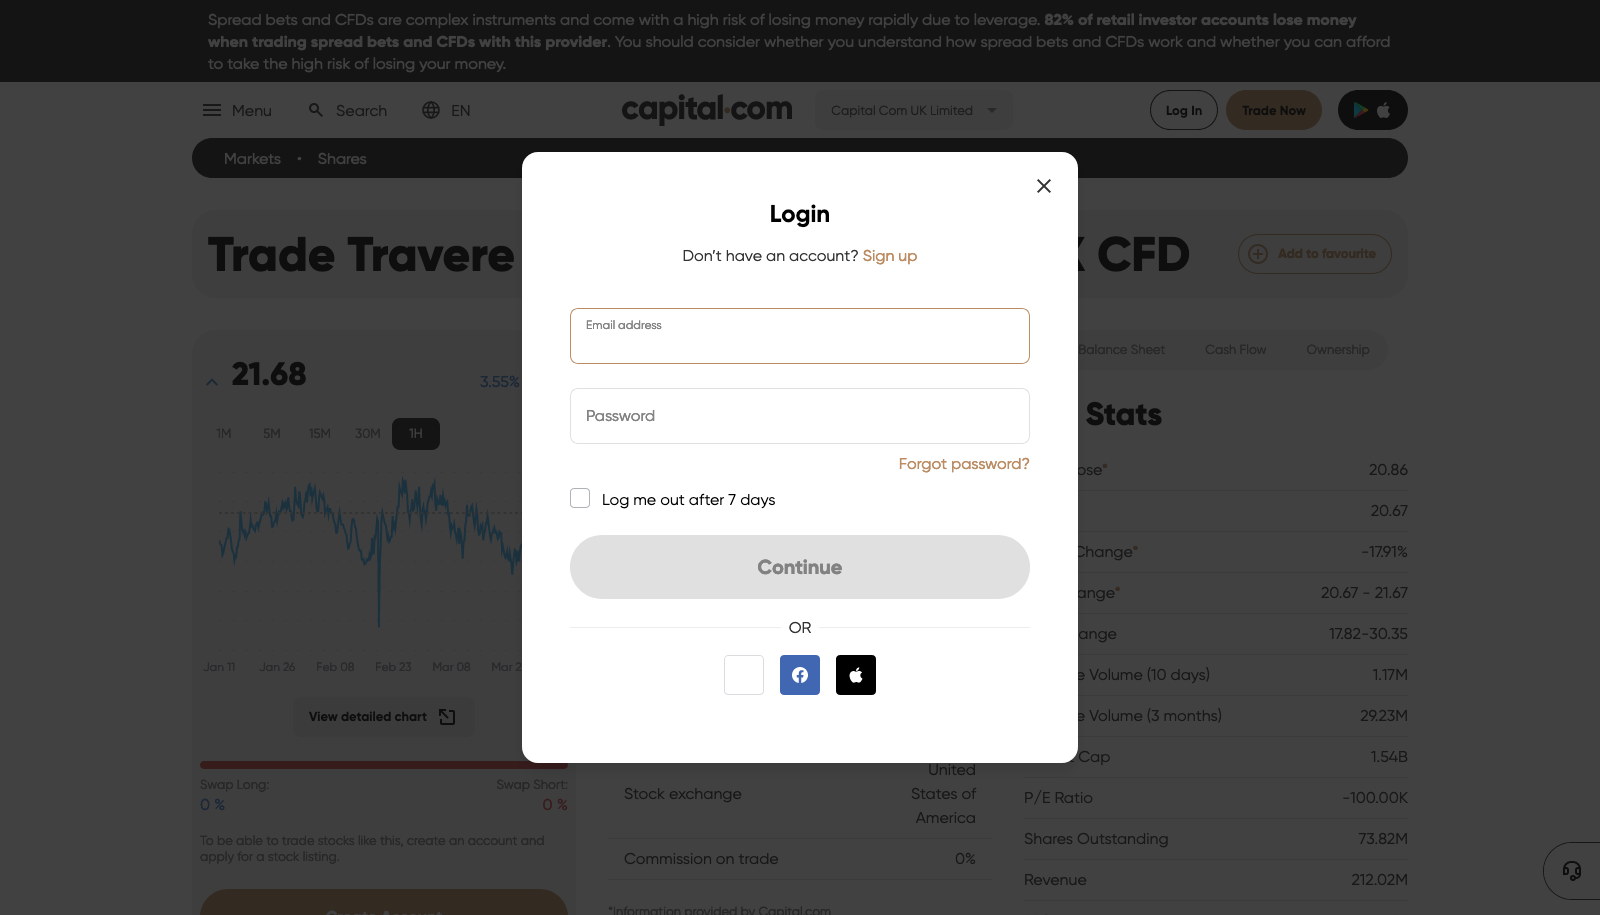 Spread bets and CFDs are complex instruments and come with a high risk of losing money rapidly due to leverage. 82% of retail investor accounts lose money
when trading spread bets and CFDs with this provider. You should consider whether you understand how spread bets and CFDs work and whether you can afford
to take the high risk of losing your money.
Menu
Search
EN
capital.com
Capital Com UK Limited
Log In
Trade Now
Markets • Shares
Trade Travere
CFD
Add to favourite
Login
Don't have an account? Sign up
Email address
Password
Forgot password?
Log me out after 7 days
Continue
OR
21.68
3.55%
1M
5M
15M
30M
1H
Jan 11
Jan 26
Feb 08
Feb 23
Mar 08
Mar
View detailed chart
Swap Long:
Swap Short:
0 %
0 %
To be able to trade stocks like this, create an account and
apply for a stock listing.
United
Stock exchange
States of
America
Commission on trade
0%
*Information provided by Capital.com
Balance Sheet
Cash Flow
Ownership
Stats
20.86
20.67
Change*
-17.91%
20.67 - 21.67
17.82-30.35
Volume (10 days)
1.17M
Volume (3 months)
29.23M
Cap
1.54B
P/E Ratio
-100.00K
Shares Outstanding
73.82M
Revenue
212.02M